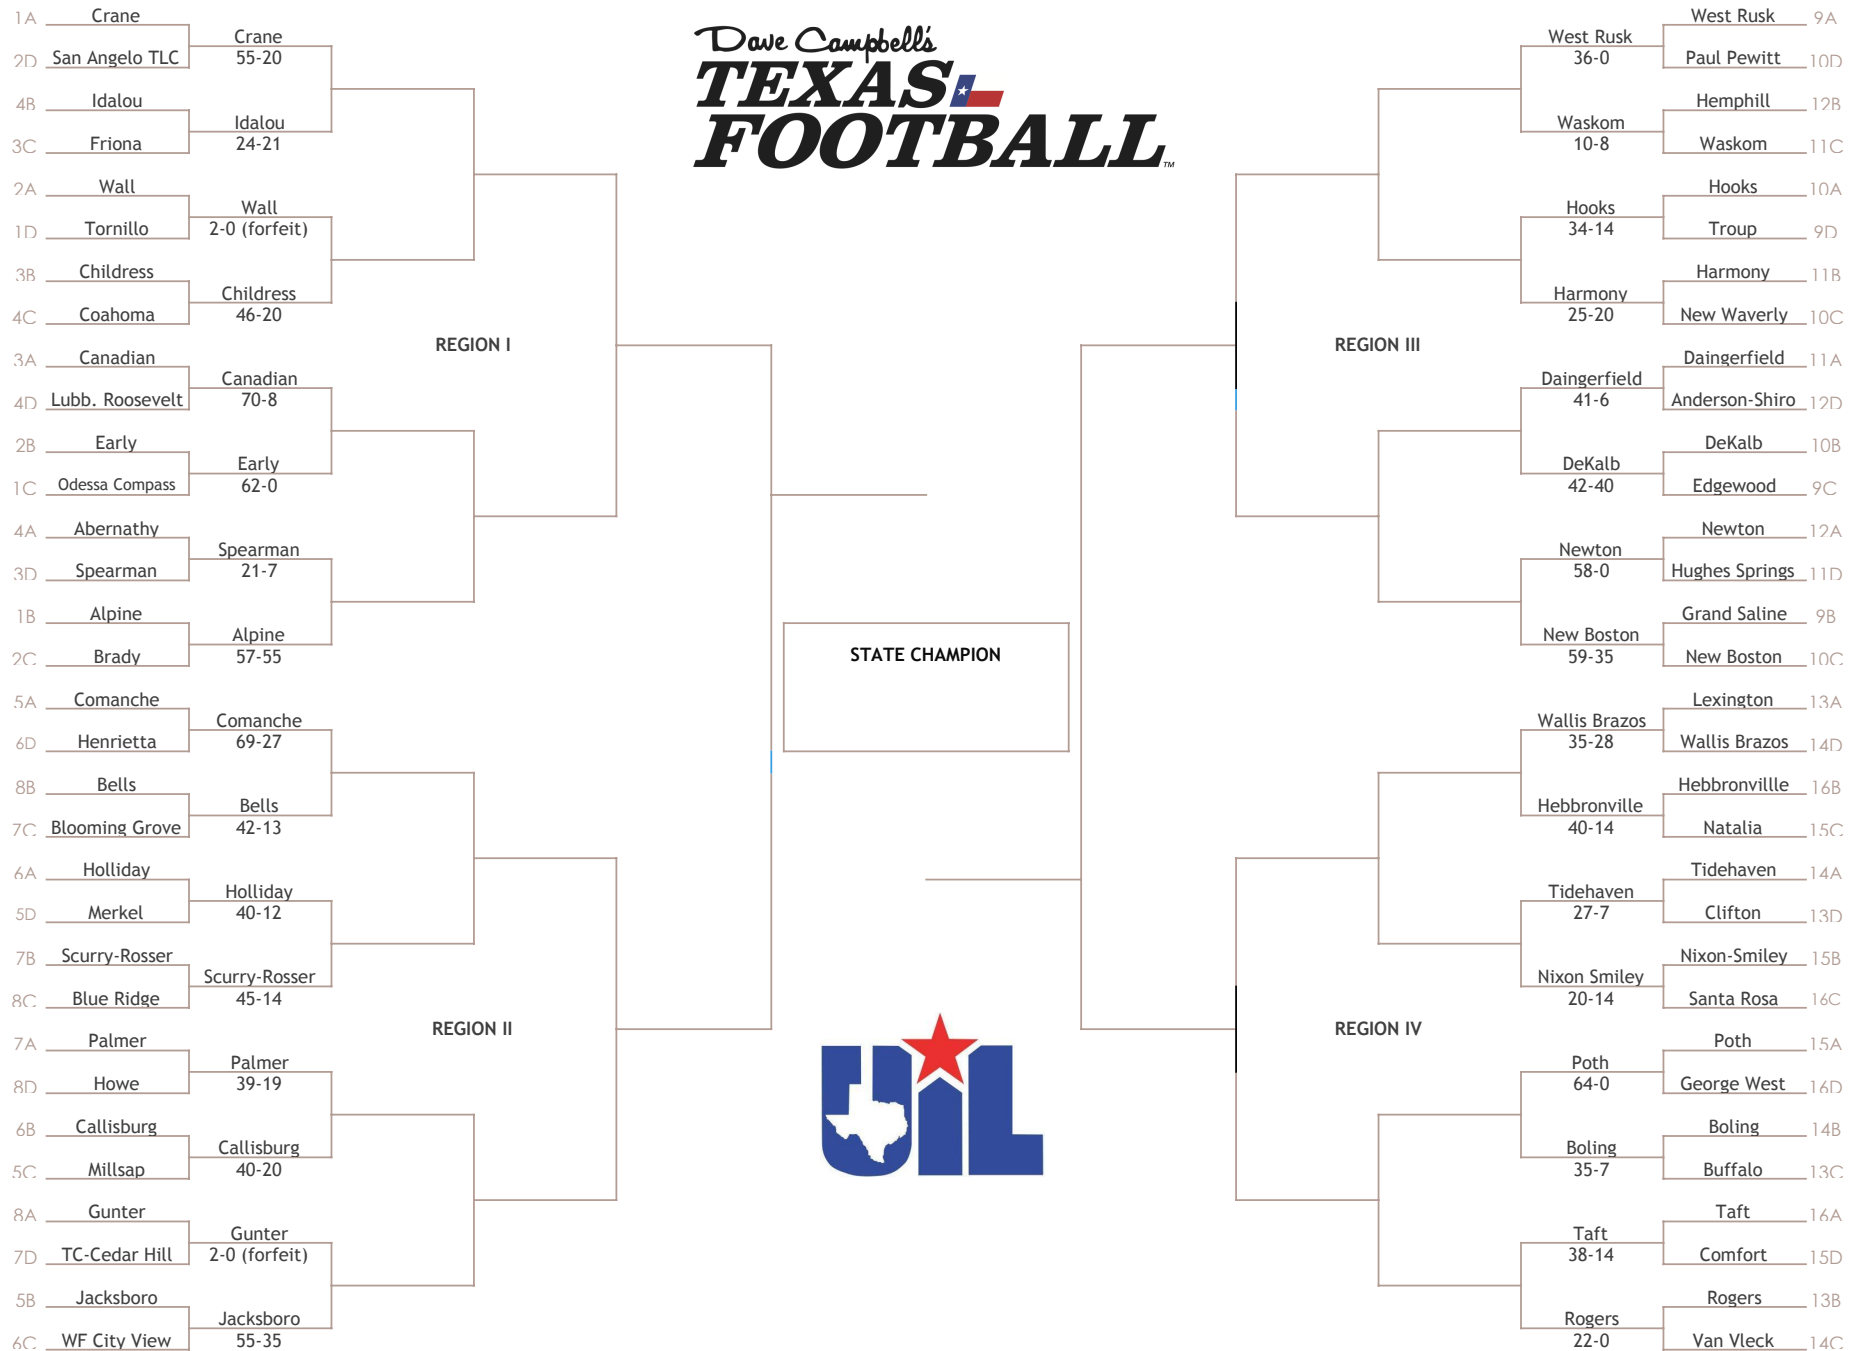 Dave Campbell's
TEXAS
FOOTBALL™
1A Crane
Crane
55-20
2D San Angelo TLC
4B Idalou
Idalou
24-21
3C Friona
2A Wall
Wall
2-0 (forfeit)
1D Tornillo
3B Childress
Childress
46-20
4C Coahoma
REGION I
3A Canadian
Canadian
70-8
4D Lubb. Roosevelt
2B Early
Early
62-0
1C Odessa Compass
4A Abernathy
Spearman
21-7
3D Spearman
1B Alpine
Alpine
57-55
2C Brady
5A Comanche
Comanche
69-27
6D Henrietta
8B Bells
Bells
42-13
7C Blooming Grove
6A Holliday
Holliday
40-12
5D Merkel
7B Scurry-Rosser
Scurry-Rosser
45-14
8C Blue Ridge
REGION II
7A Palmer
Palmer
39-19
8D Howe
6B Callisburg
Callisburg
40-20
5C Millsap
8A Gunter
Gunter
2-0 (forfeit)
7D TC-Cedar Hill
5B Jacksboro
Jacksboro
55-35
6C WF City View
STATE CHAMPION
UIL
West Rusk 9A
West Rusk
36-0
Paul Pewitt 10D
Hemphill 12B
Waskom
10-8
Waskom 11C
Hooks 10A
Hooks
34-14
Troup 9D
Harmony 11B
Harmony
25-20
New Waverly 10C
REGION III
Daingerfield 11A
Daingerfield
41-6
Anderson-Shiro 12D
DeKalb 10B
DeKalb
42-40
Edgewood 9C
Newton 12A
Newton
58-0
Hughes Springs 11D
Grand Saline 9B
New Boston
59-35
New Boston 10C
Lexington 13A
Wallis Brazos
35-28
Wallis Brazos 14D
Hebbronvillle 16B
Hebbronville
40-14
Natalia 15C
Tidehaven 14A
Tidehaven
27-7
Clifton 13D
Nixon-Smiley 15B
Nixon Smiley
20-14
Santa Rosa 16C
REGION IV
Poth 15A
Poth
64-0
George West 16D
Boling 14B
Boling
35-7
Buffalo 13C
Taft 16A
Taft
38-14
Comfort 15D
Rogers 13B
Rogers
22-0
Van Vleck 14C